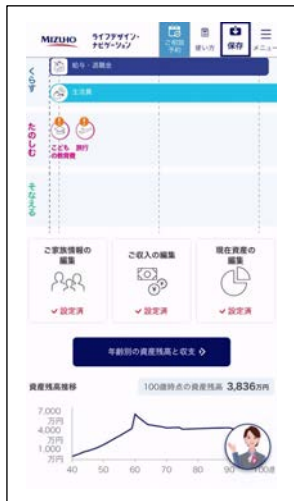 MIZUHO
ライフデザイン・
ナビゲーション
ご相談
予約
使い方
保存
メニュー
くらす
給与・退職金
生活費
たのしむ
こども
の教育費
旅行
そなえる
ご家族情報の
編集
設定済
ご収入の編集
設定済
現在資産の
編集
設定済
年齢別の資産残高と収支
資産残高推移
100歳時点の資産残高 3,836万円
7,000
万円
4,000
万円
1,000
万円
40 50 60 70 80 90 100歳